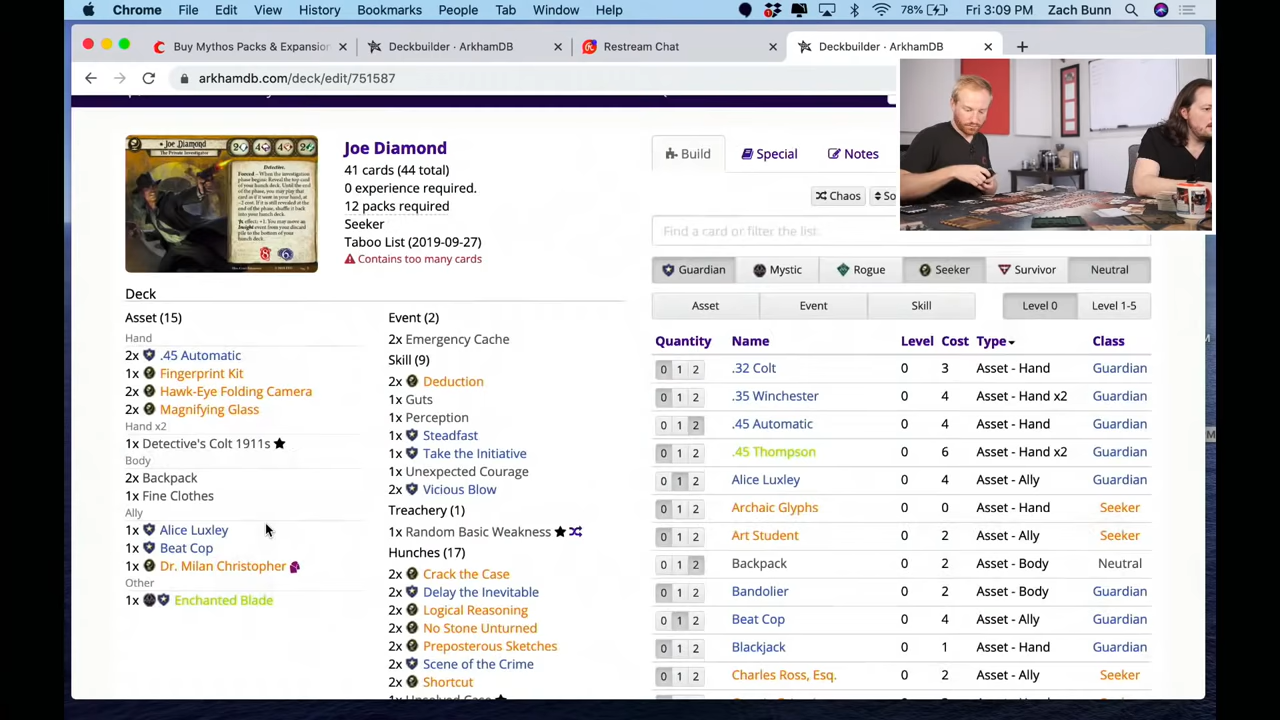 Chrome File Edit View History Bookmarks People Tab Window Help 78% Fri 3:09 PM Zach Bunn
Buy Mythos Packs & Expansion
Deckbuilder · ArkhamDB
Restream Chat
Deckbuilder · ArkhamDB
arkhamdb.com/deck/edit/751587
Joe Diamond
The Private Investigator
2 4 4 2
Detective.
8 6
Joe Diamond
41 cards (44 total)
0 experience required.
12 packs required
Seeker
Taboo List (2019-09-27)
Contains too many cards
Deck
Asset (15)
Hand
2x .45 Automatic
1x Fingerprint Kit
2x Hawk-Eye Folding Camera
2x Magnifying Glass
Hand x2
1x Detective's Colt 1911s
Body
2x Backpack
1x Fine Clothes
Ally
1x Alice Luxley
1x Beat Cop
1x Dr. Milan Christopher
Other
1x Enchanted Blade
Event (2)
2x Emergency Cache
Skill (9)
2x Deduction
1x Guts
1x Perception
1x Steadfast
1x Take the Initiative
1x Unexpected Courage
2x Vicious Blow
Treachery (1)
1x Random Basic Weakness
Hunches (17)
2x Crack the Case
2x Delay the Inevitable
2x Logical Reasoning
2x No Stone Unturned
2x Preposterous Sketches
2x Scene of the Crime
2x Shortcut
1x Unsolved Case
Build Special Notes
Chaos So
Find a card or filter the list.
Guardian Mystic Rogue Seeker Survivor Neutral
Asset Event Skill Level 0 Level 1-5
Quantity Name Level Cost Type Class
0 1 2 .32 Colt 0 3 Asset - Hand Guardian
0 1 2 .35 Winchester 0 4 Asset - Hand x2 Guardian
0 1 2 .45 Automatic 0 4 Asset - Hand Guardian
0 1 2 .45 Thompson 0 6 Asset - Hand x2 Guardian
0 1 2 Alice Luxley 0 4 Asset - Ally Guardian
0 1 2 Archaic Glyphs 0 0 Asset - Hand Seeker
0 1 2 Art Student 0 2 Asset - Ally Seeker
0 1 2 Backpack 0 2 Asset - Body Neutral
0 1 2 Bandolier 0 2 Asset - Body Guardian
0 1 2 Beat Cop 0 4 Asset - Ally Guardian
0 1 2 Blackjack 0 1 Asset - Hand Guardian
0 1 2 Charles Ross, Esq. 0 2 Asset - Ally Seeker